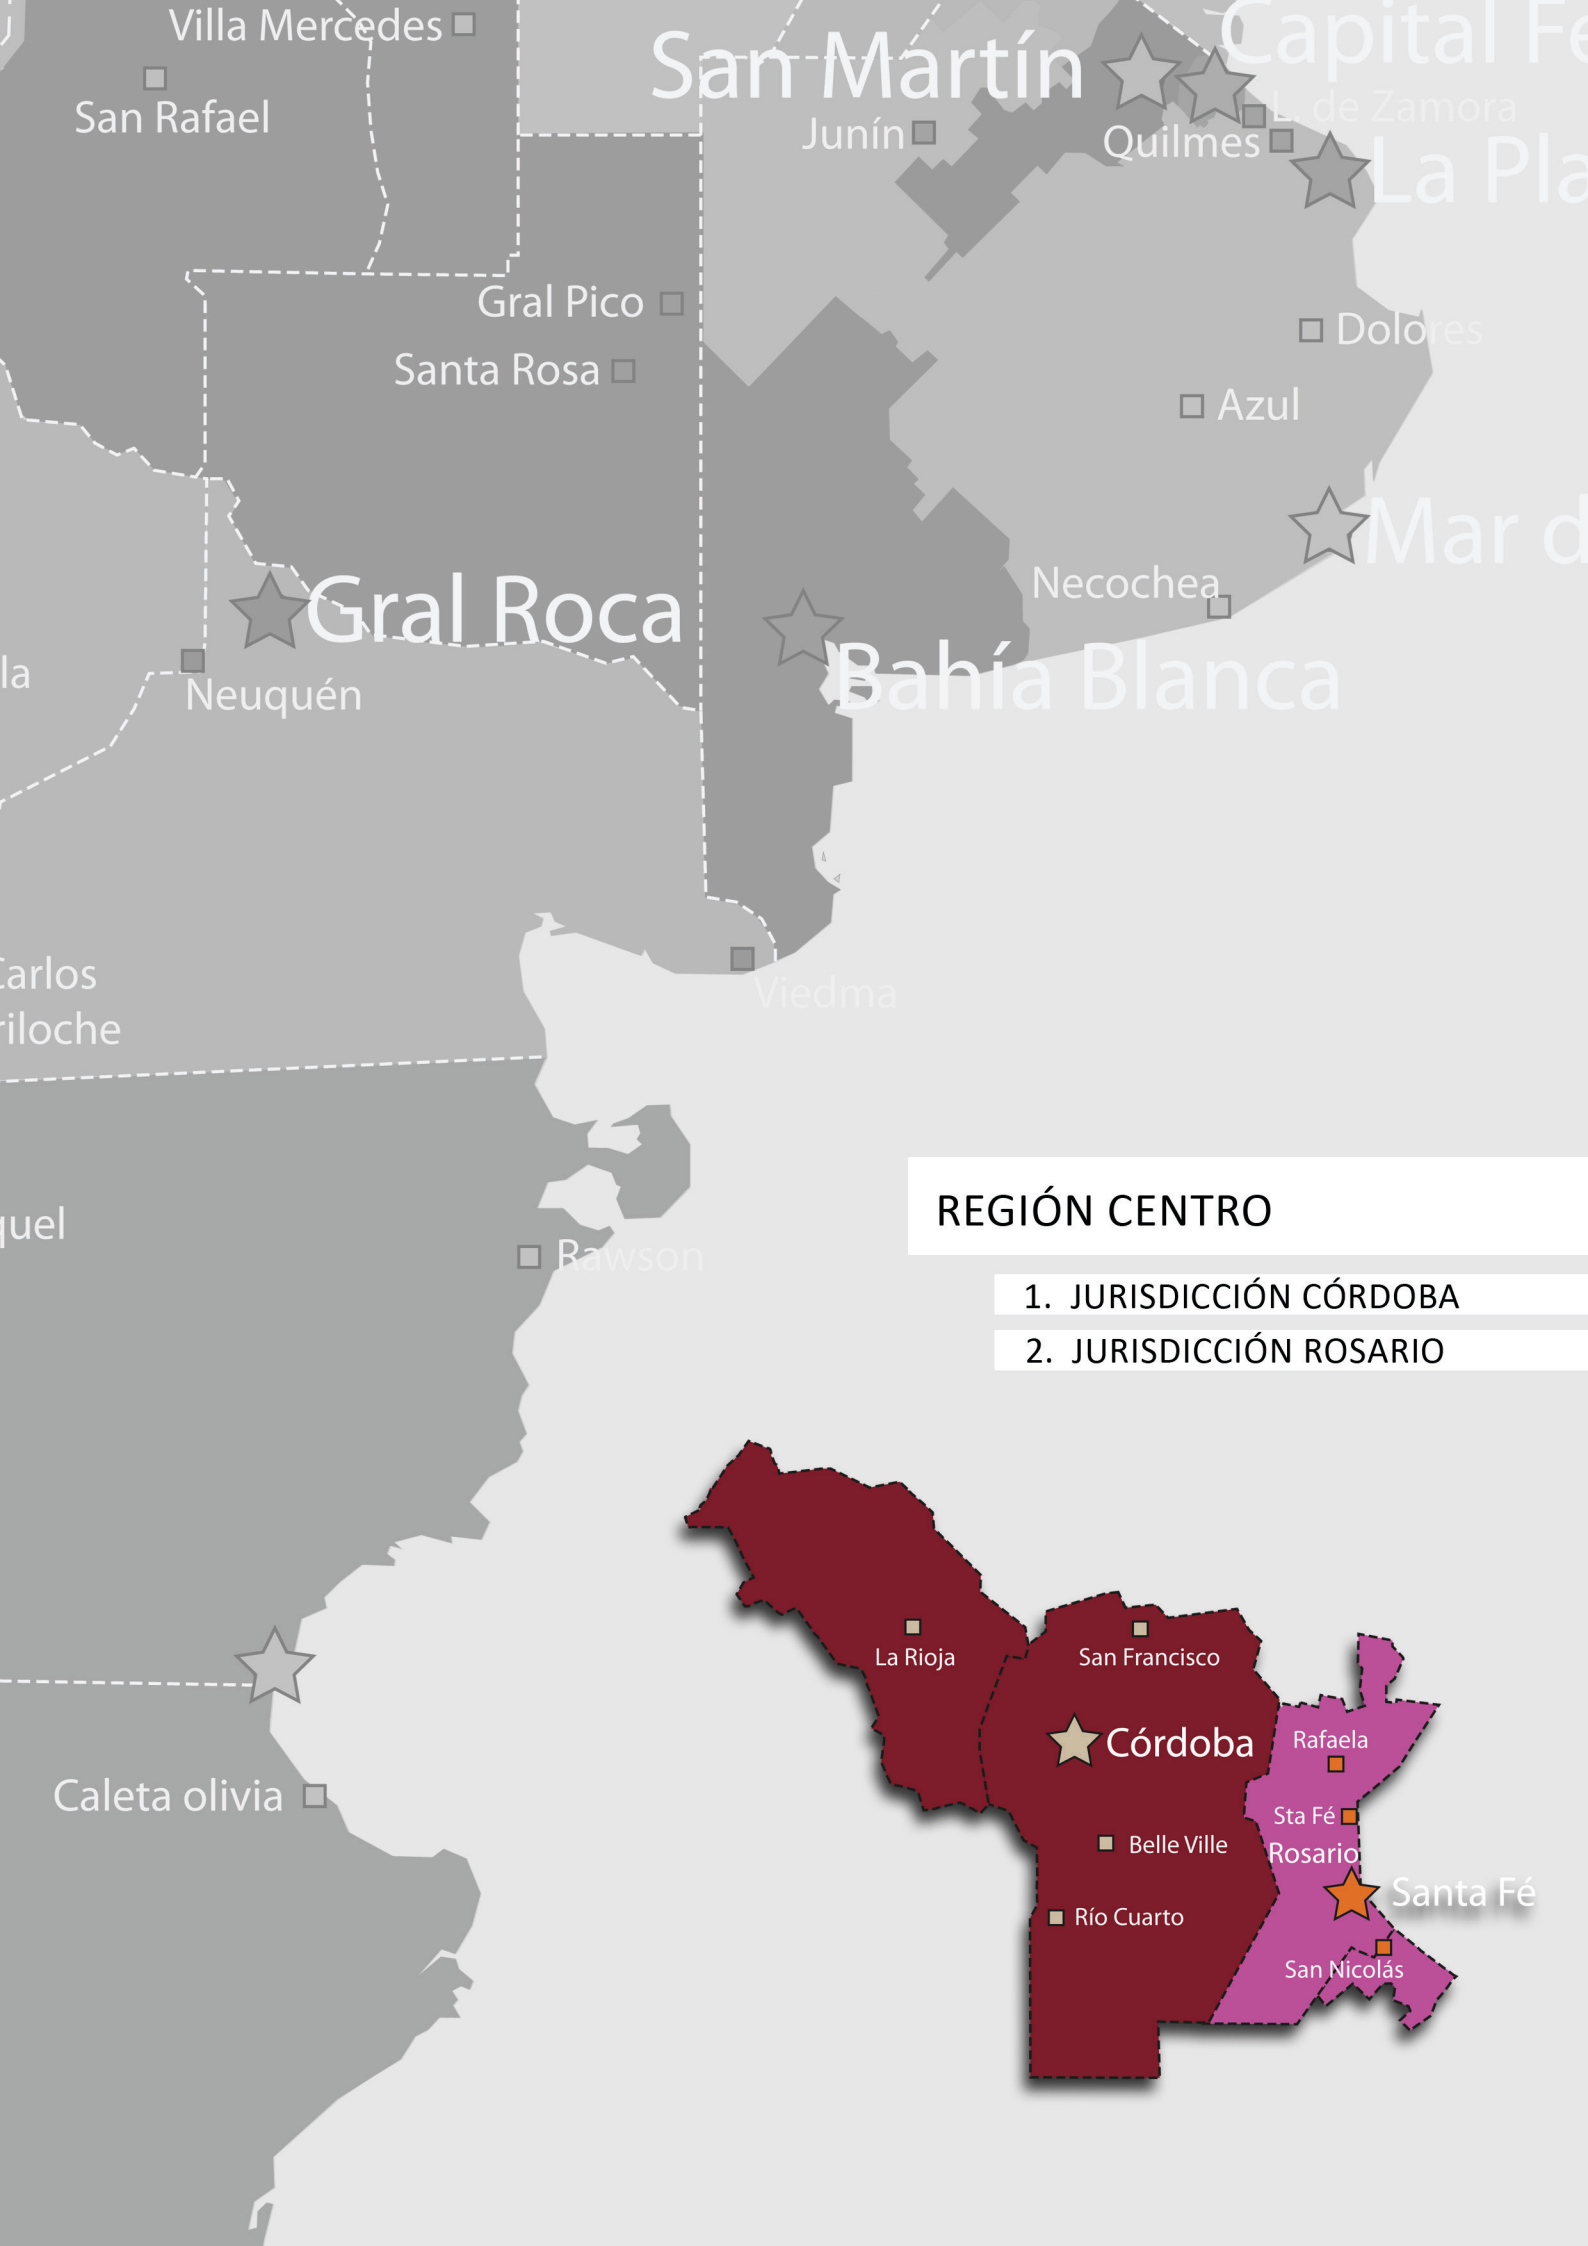 Villa Mercedes
San Rafael
San Martín
Capital Fe
L. de Zamora
Junín
Quilmes
La Pla
Gral Pico
Dolores
Santa Rosa
Azul
Mar d
Necochea
Gral Roca
Bahía Blanca
la
Neuquén
Carlos
riloche
Viedma
quel
Rawson
REGIÓN CENTRO
1. JURISDICCIÓN CÓRDOBA
2. JURISDICCIÓN ROSARIO
La Rioja
San Francisco
Córdoba
Rafaela
Caleta olivia
Sta Fé
Belle Ville
Rosario
Santa Fé
Río Cuarto
San Nicolás